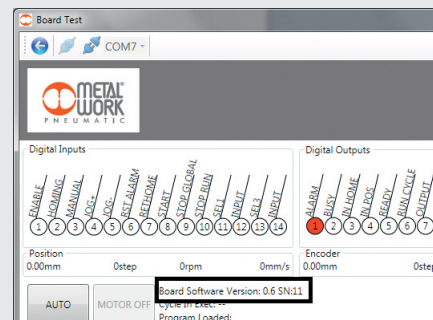 Board Test
COM7
METAL
WORK
PNEUMATIC
Digital Inputs
ENABLE HOMING MANUAL JOG+ JOG- RST ALARM RETHOME START STOP GLOBAL STOP RUN SEL1 INPUT SEL3 INPUT
1 2 3 4 5 6 7 8 9 10 11 12 13 14
Digital Outputs
ALARM BUSY IN HOME IN POS READY RUN CYCLE OUTPUT
1 2 3 4 5 6 7
Position
0.00mm 0step 0rpm 0mm/s
Encoder
0.00mm 0step
AUTO MOTOR OFF
Board Software Version: 0.6 SN:11
Cycle In Exec: --
Program Loaded: